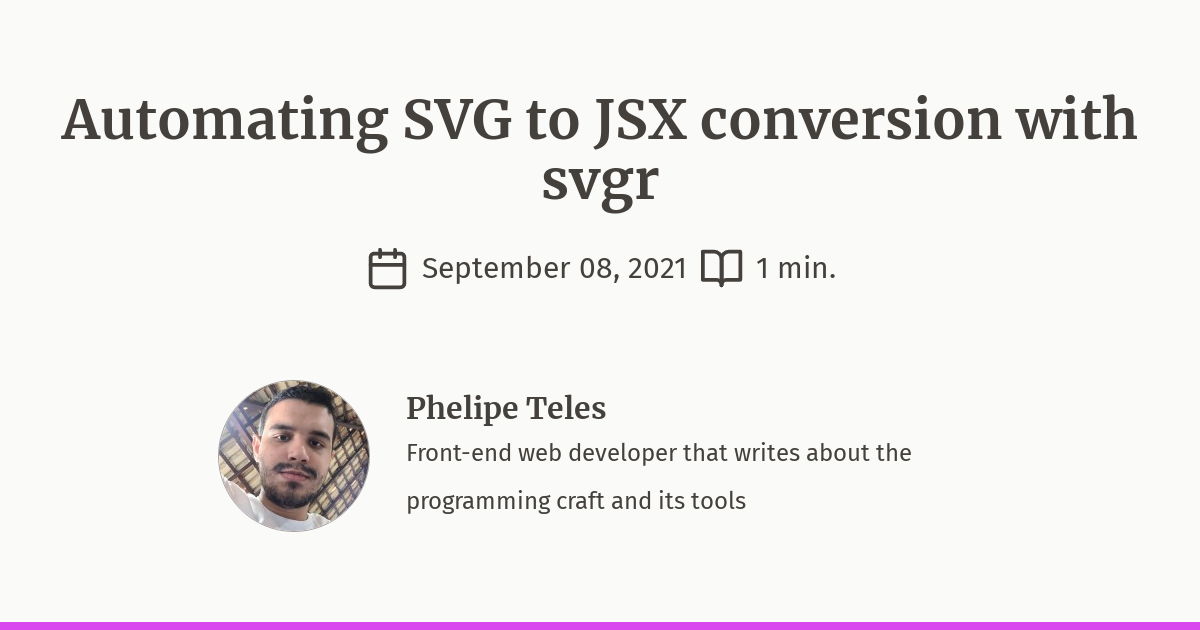 Automating SVG to JSX conversion with
svgr
September 08, 2021 1 min.
Phelipe Teles
Front-end web developer that writes about the
programming craft and its tools